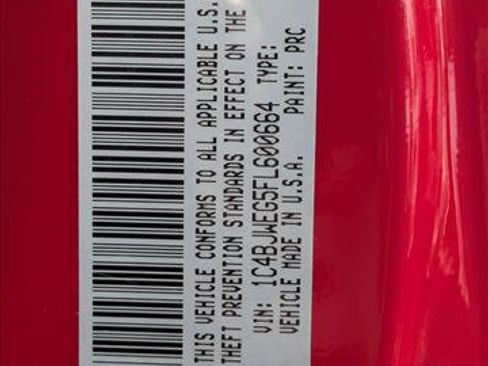 THIS VEHICLE CONFORMS TO ALL APPLICABLE U.S.
THEFT PREVENTION STANDARDS IN EFFECT ON THE
VIN: 1C4BJWEG5FL600664 TYPE:
VEHICLE MADE IN U.S.A. PAINT: PRC